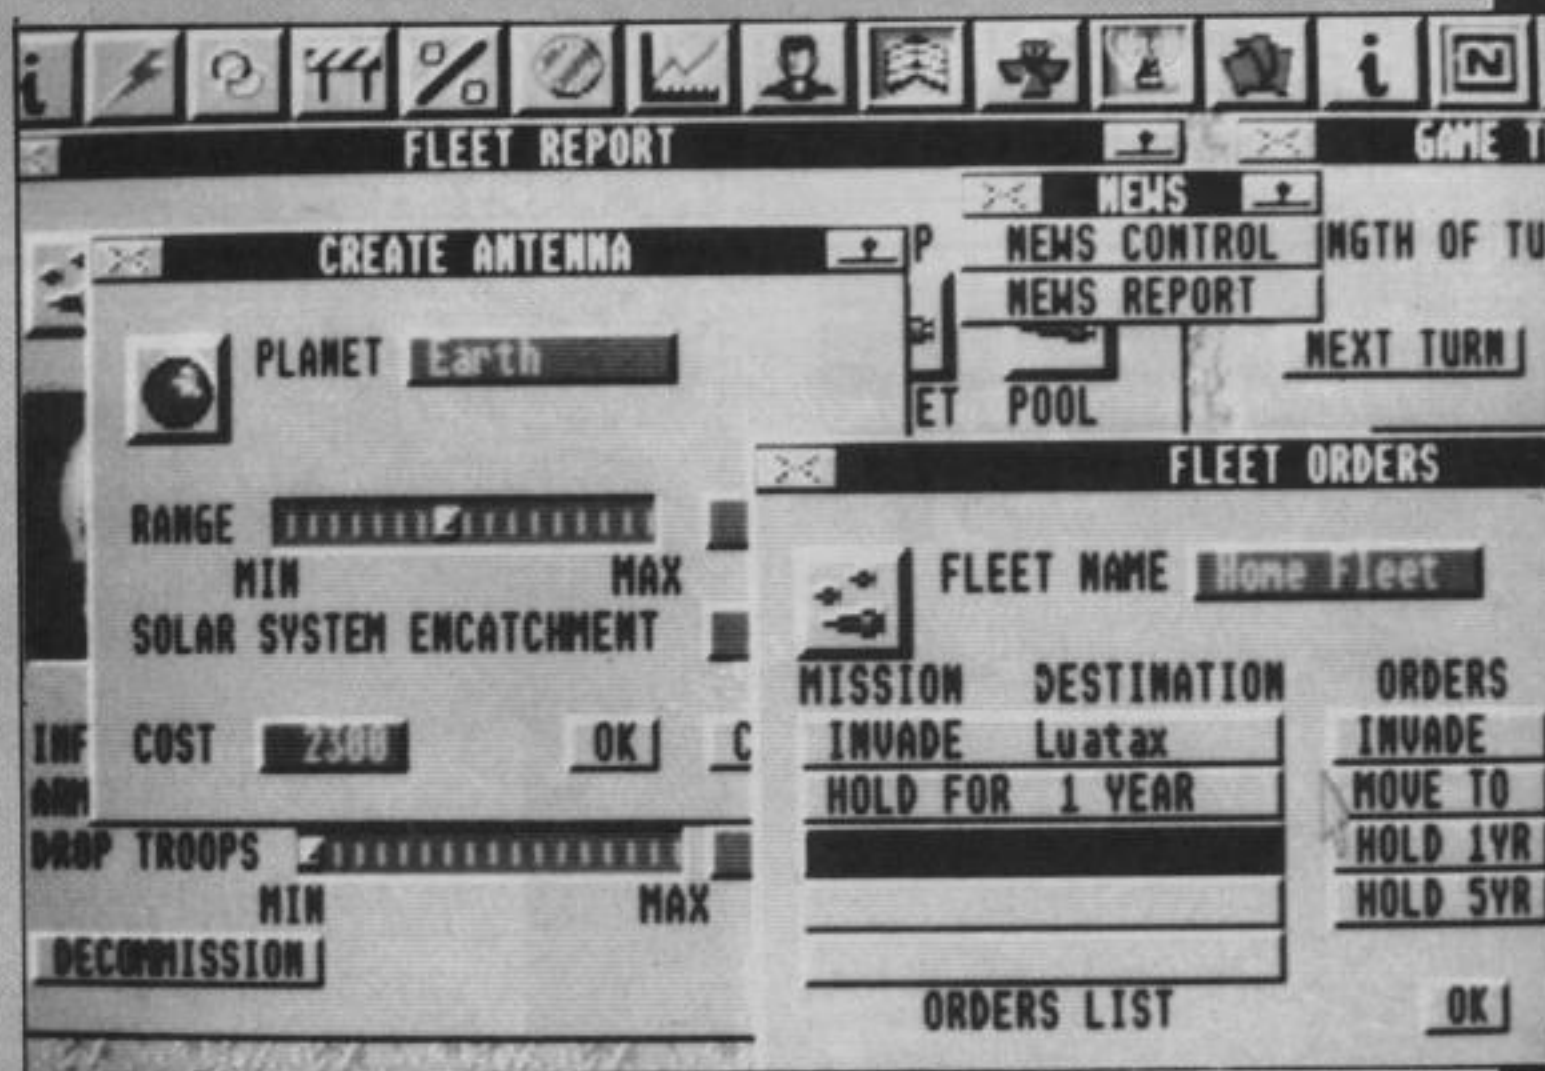 FLEET REPORT
GAME T
NEWS
NEWS CONTROL
NEWS REPORT
NGTH OF TU
NEXT TURN
P
ET POOL
CREATE ANTENNA
PLANET Earth
RANGE
MIN MAX
SOLAR SYSTEM ENCATCHMENT
COST 2300
OK C
INF
ARM
DROP TROOPS
MIN MAX
DECOMMISSION
FLEET ORDERS
FLEET NAME Home Fleet
MISSION DESTINATION ORDERS
INVADE Luatax INVADE
HOLD FOR 1 YEAR MOVE TO
HOLD 1YR
HOLD 5YR
ORDERS LIST
OK